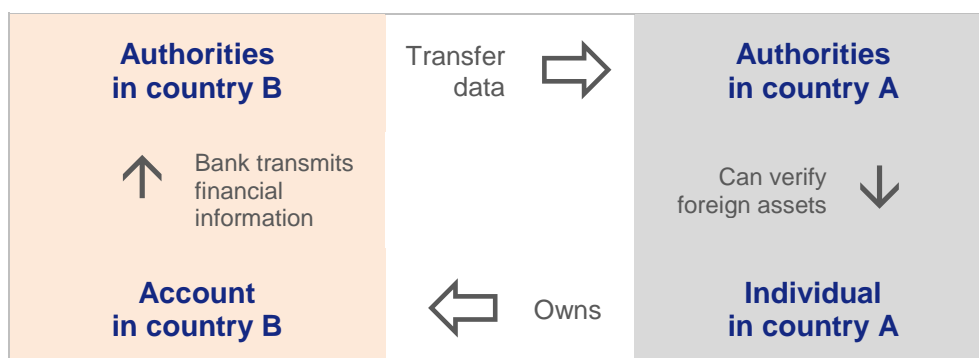 Authorities
in country B
Transfer
data
Authorities
in country A
Bank transmits
financial
information
Can verify
foreign assets
Account
in country B
Owns
Individual
in country A